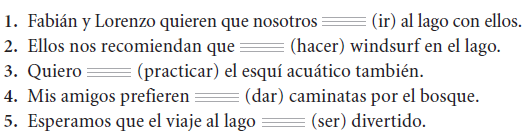 1. Fabián y Lorenzo quieren que nosotros ______ (ir) al lago con ellos.
2. Ellos nos recomiendan que ______ (hacer) windsurf en el lago.
3. Quiero ______ (practicar) el esquí acuático también.
4. Mis amigos prefieren ______ (dar) caminatas por el bosque.
5. Esperamos que el viaje al lago ______ (ser) divertido.